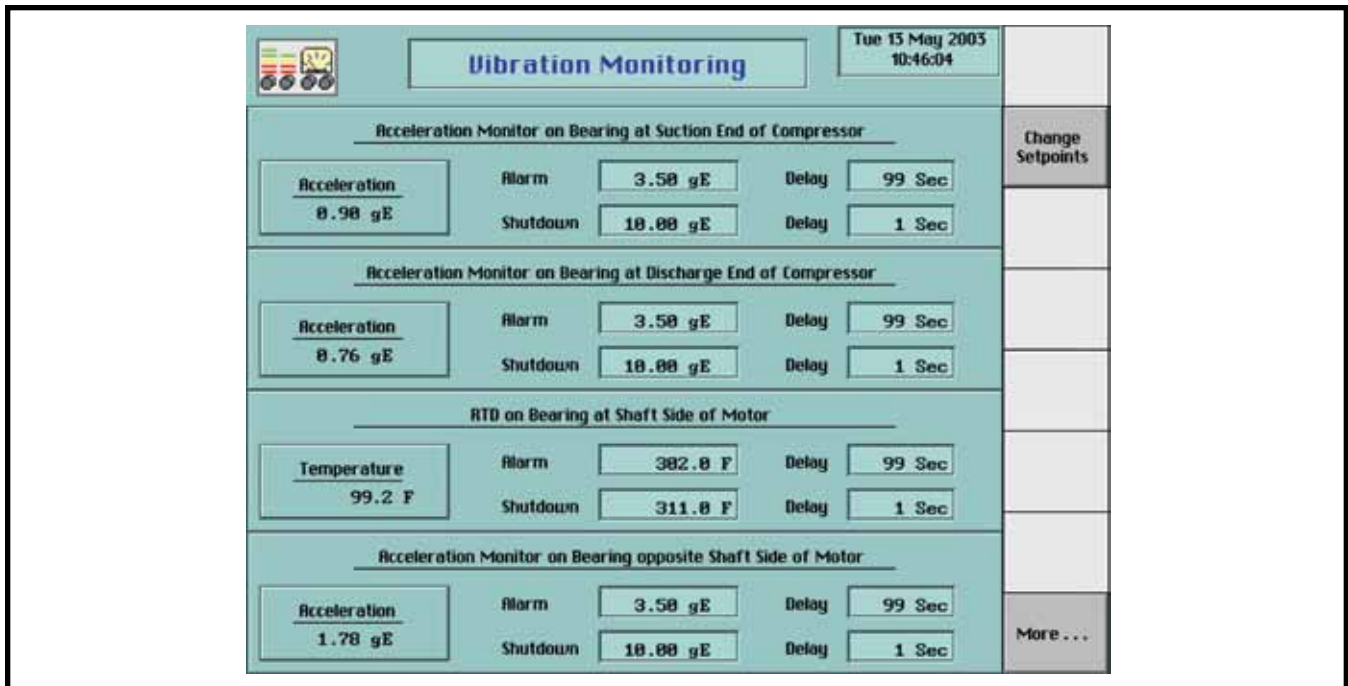 Vibration Monitoring
Tue 13 May 2003
10:46:04
Change
Setpoints
Acceleration Monitor on Bearing at Suction End of Compressor
Acceleration
0.90 gE
Alarm 3.50 gE Delay 99 Sec
Shutdown 10.00 gE Delay 1 Sec
Acceleration Monitor on Bearing at Discharge End of Compressor
Acceleration
0.76 gE
Alarm 3.50 gE Delay 99 Sec
Shutdown 10.00 gE Delay 1 Sec
RTD on Bearing at Shaft Side of Motor
Temperature
99.2 F
Alarm 302.0 F Delay 99 Sec
Shutdown 311.0 F Delay 1 Sec
Acceleration Monitor on Bearing opposite Shaft Side of Motor
Acceleration
1.78 gE
Alarm 3.50 gE Delay 99 Sec
Shutdown 10.00 gE Delay 1 Sec
More...